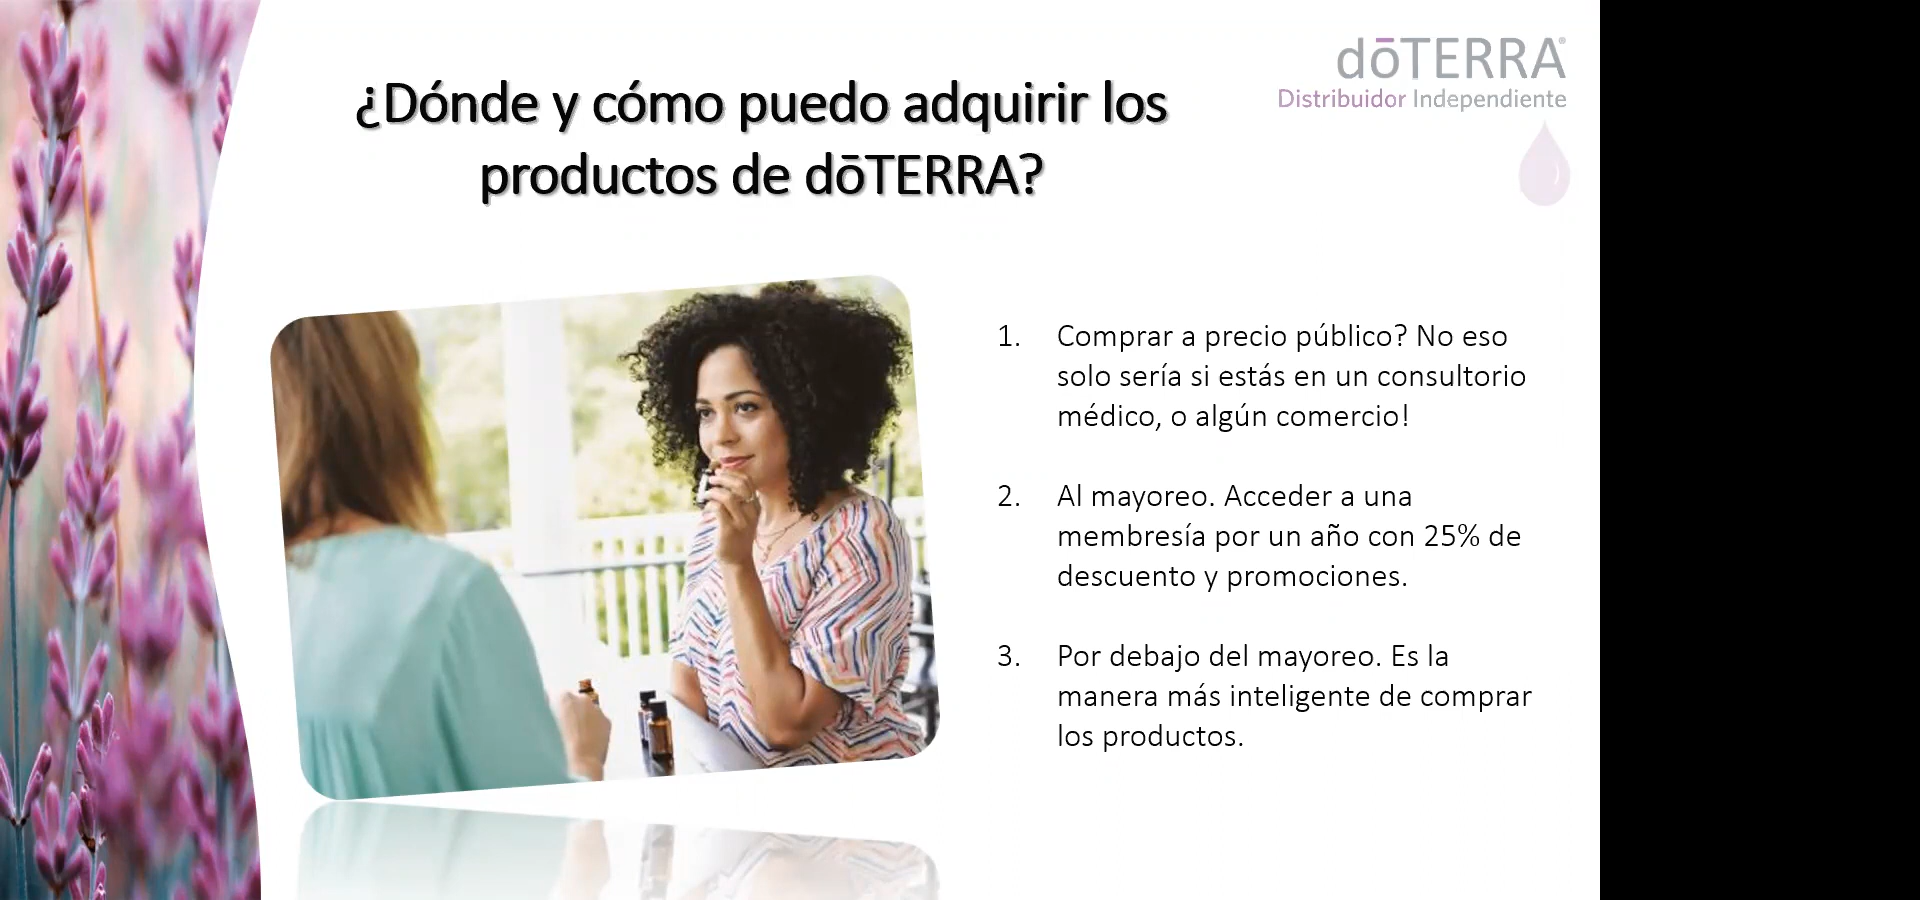 dōTERRA®
Distribuidor Independiente
¿Dónde y cómo puedo adquirir los
productos de dōTERRA?
1. Comprar a precio público? No eso
solo sería si estás en un consultorio
médico, o algún comercio!
2. Al mayoreo. Acceder a una
membresía por un año con 25% de
descuento y promociones.
3. Por debajo del mayoreo. Es la
manera más inteligente de comprar
los productos.